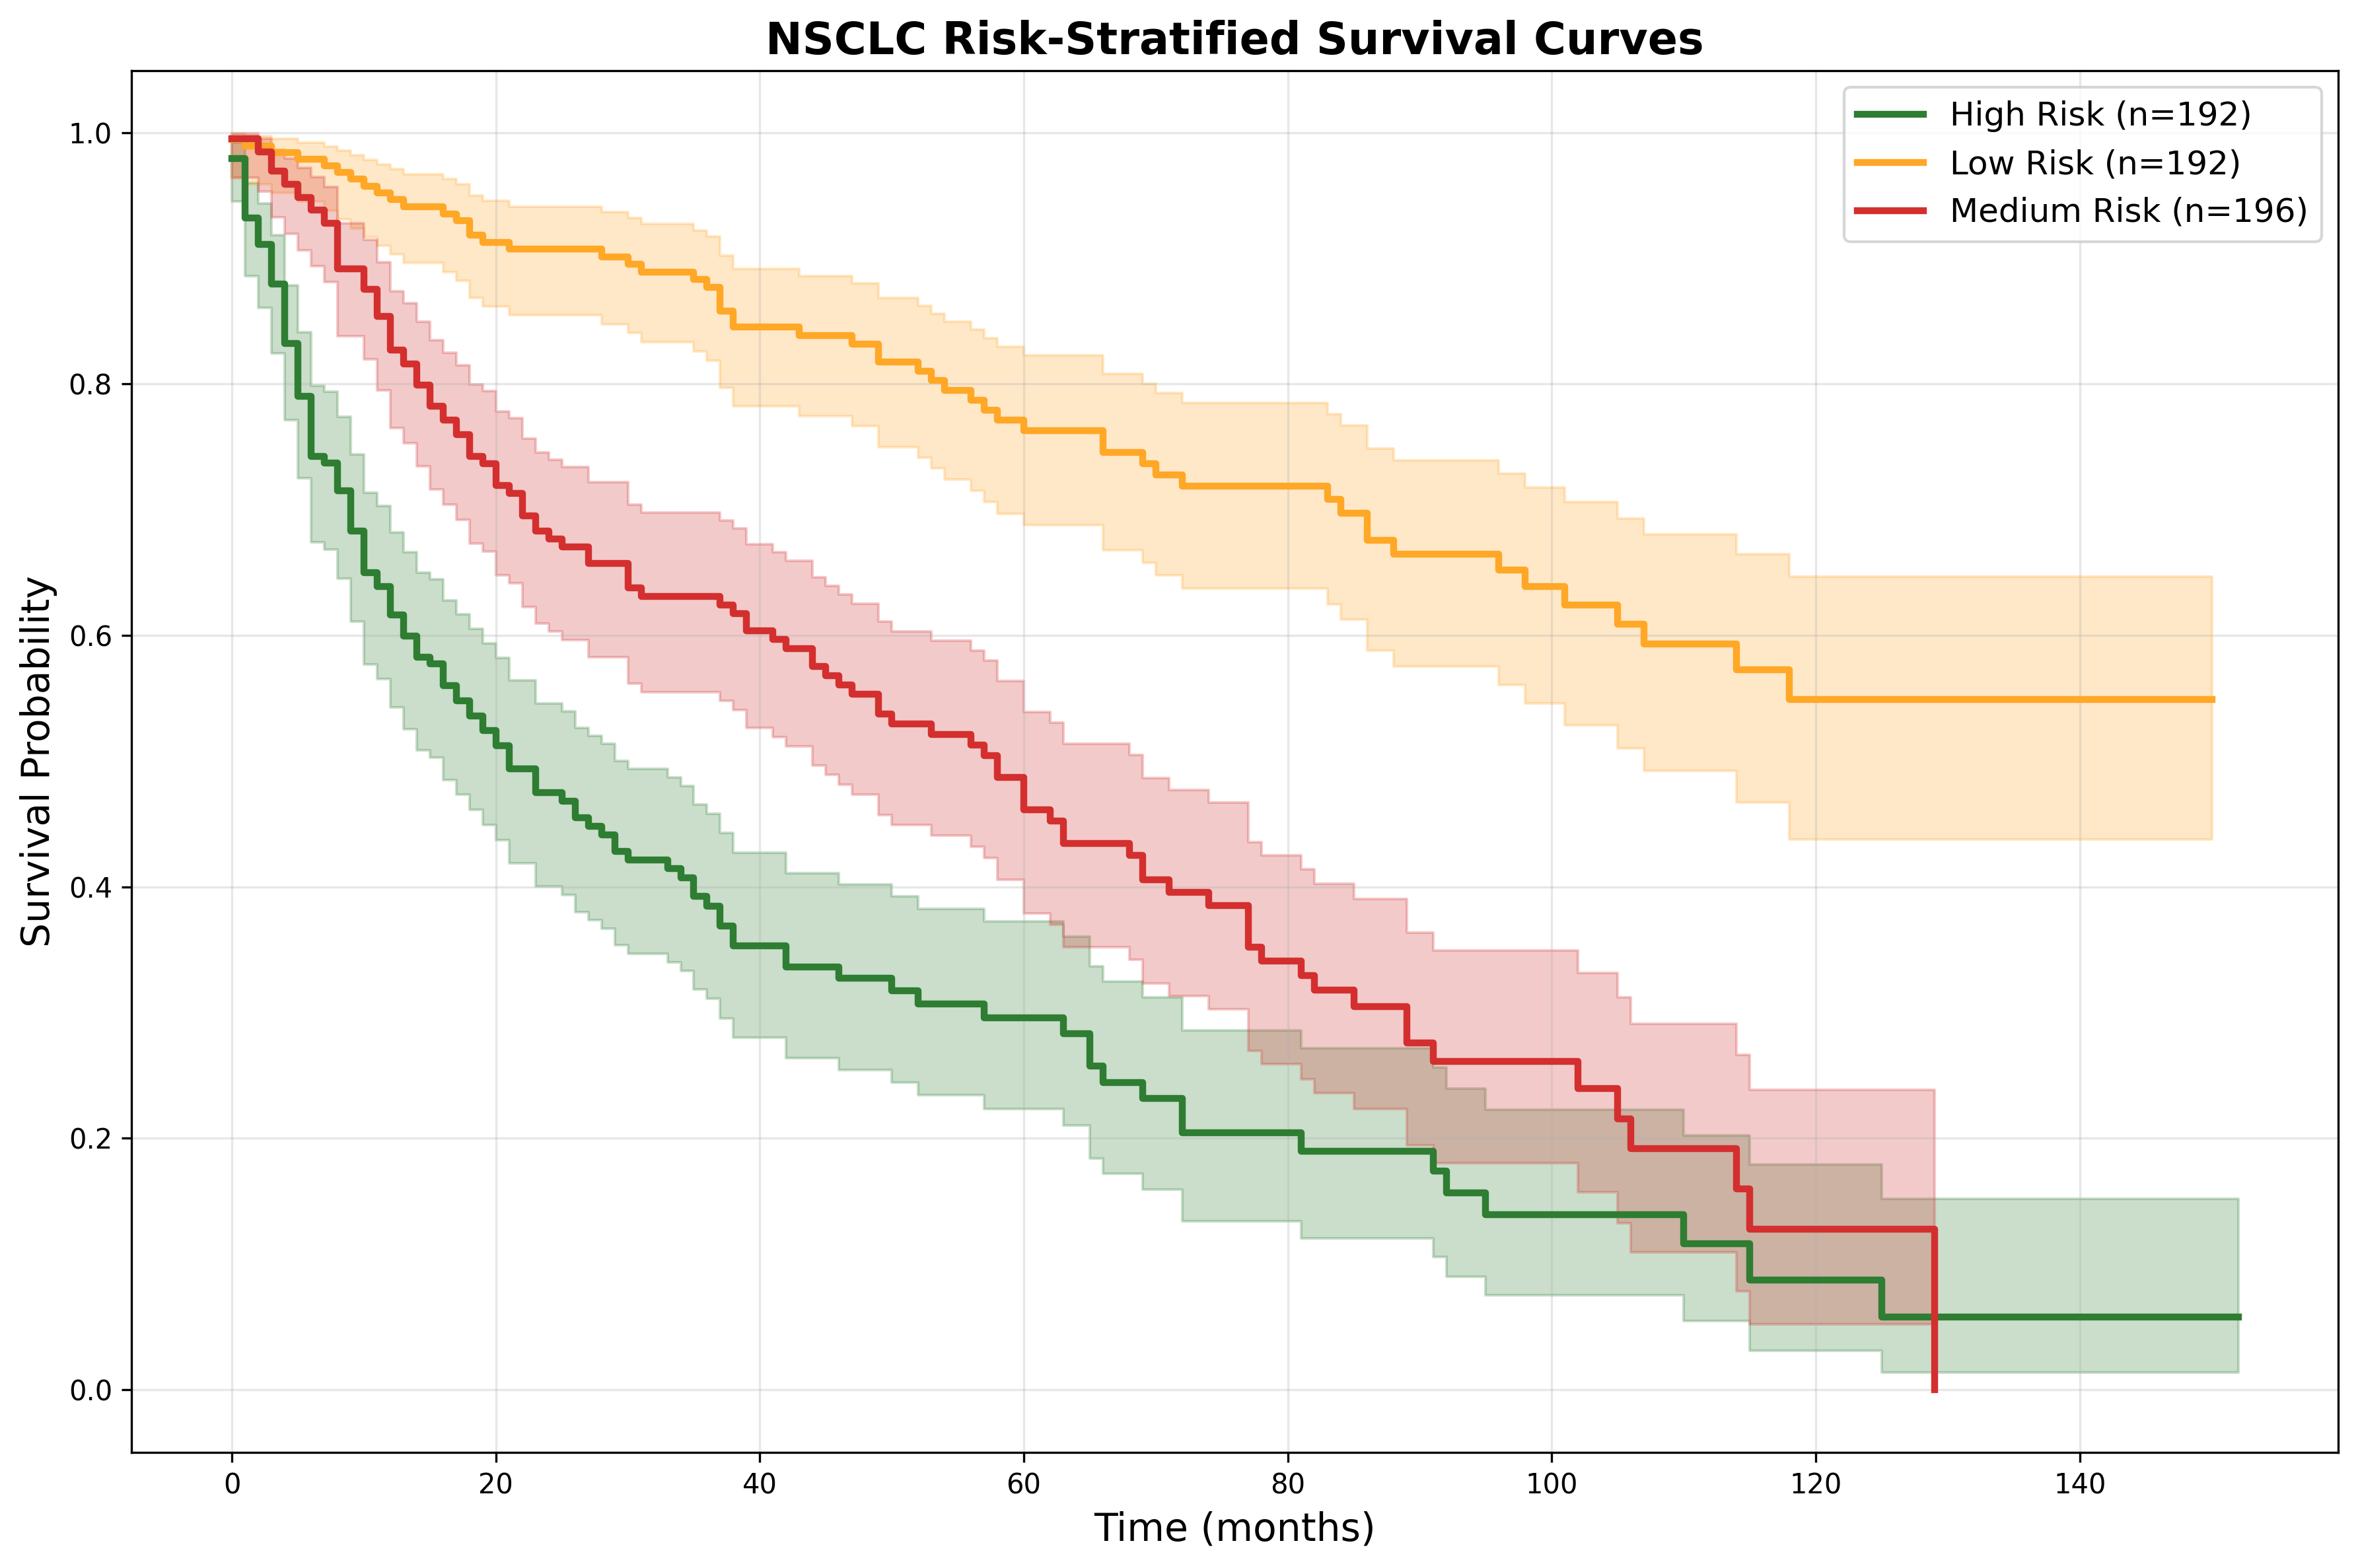 NSCLC Risk-Stratified Survival Curves
High Risk (n=192)
Low Risk (n=192)
Medium Risk (n=196)
Survival Probability
1.0
0.8
0.6
0.4
0.2
0.0
0 20 40 60 80 100 120 140
Time (months)